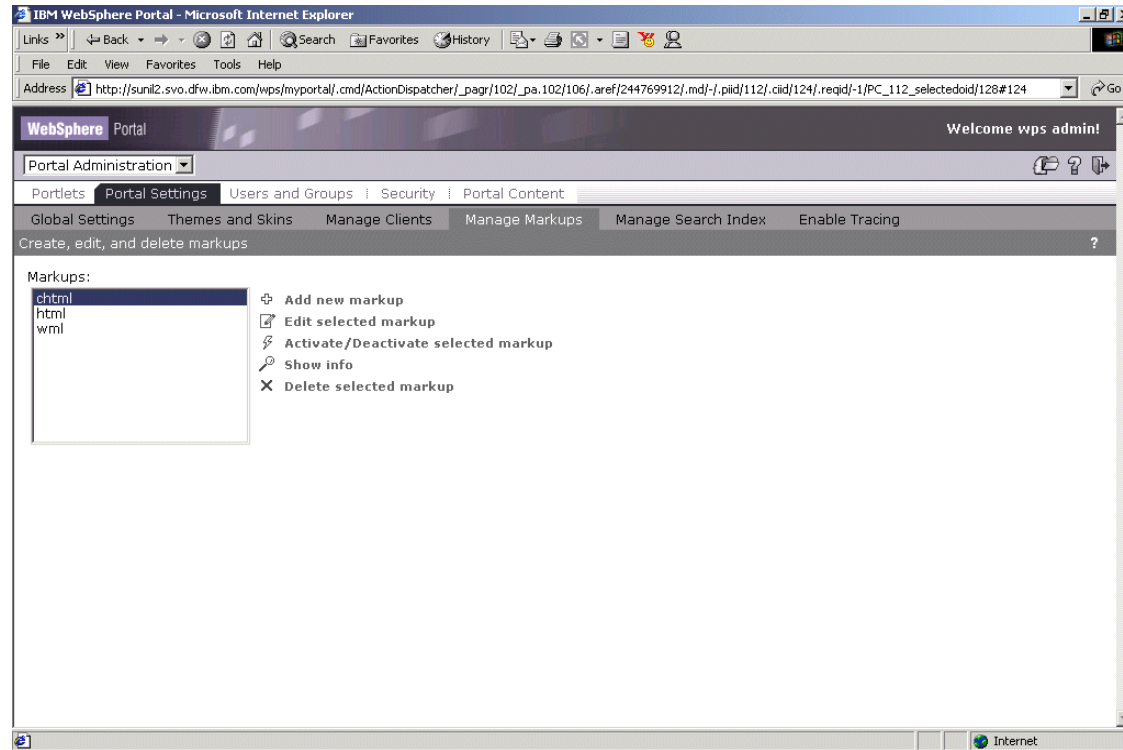 IBM WebSphere Portal - Microsoft Internet Explorer
Links » Back Search Favorites History
File Edit View Favorites Tools Help
Address http://sunil2.svo.dfw.ibm.com/wps/myportal/.cmd/ActionDispatcher/_pagr/102/_pa.102/106/.aref/244769912/.md/-/.piid/112/.ciid/124/.reqid/-1/PC_112_selectedoid/128#124 Go
WebSphere Portal Welcome wps admin!
Portal Administration
Portlets Portal Settings Users and Groups Security Portal Content
Global Settings Themes and Skins Manage Clients Manage Markups Manage Search Index Enable Tracing
Create, edit, and delete markups ?
Markups:
chtml
html
wml
Add new markup
Edit selected markup
Activate/Deactivate selected markup
Show info
Delete selected markup
Internet